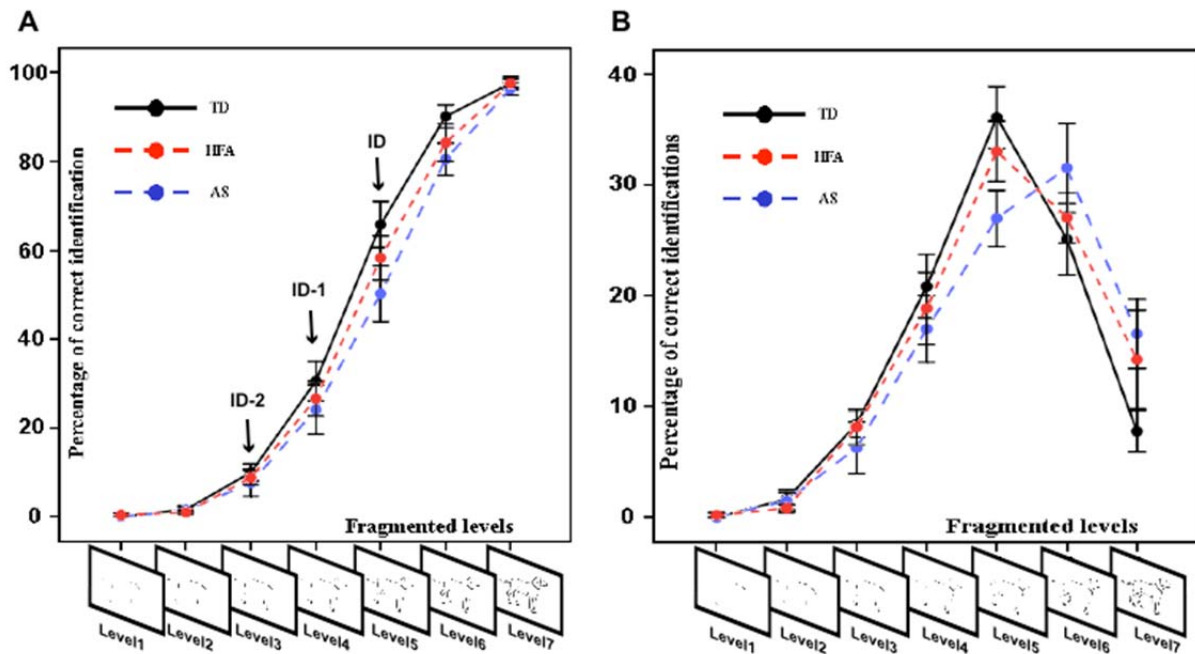 A
Percentage of correct identification
100
80
60
40
20
0
TD
HFA
AS
ID
ID-1
ID-2
Fragmented levels
Level1
Level2
Level3
Level4
Level5
Level6
Level7
B
Percentage of correct identifications
40
30
20
10
0
TD
HFA
AS
Fragmented levels
Level1
Level2
Level3
Level4
Level5
Level6
Level7